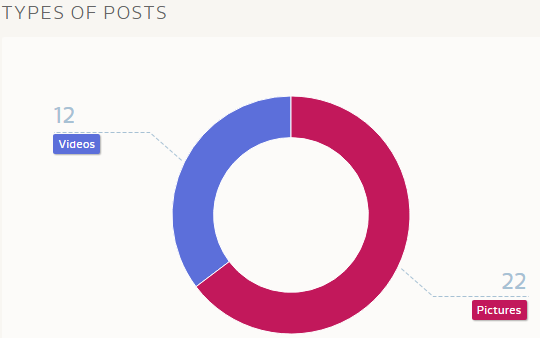 TYPES OF POSTS
12
Videos
22
Pictures